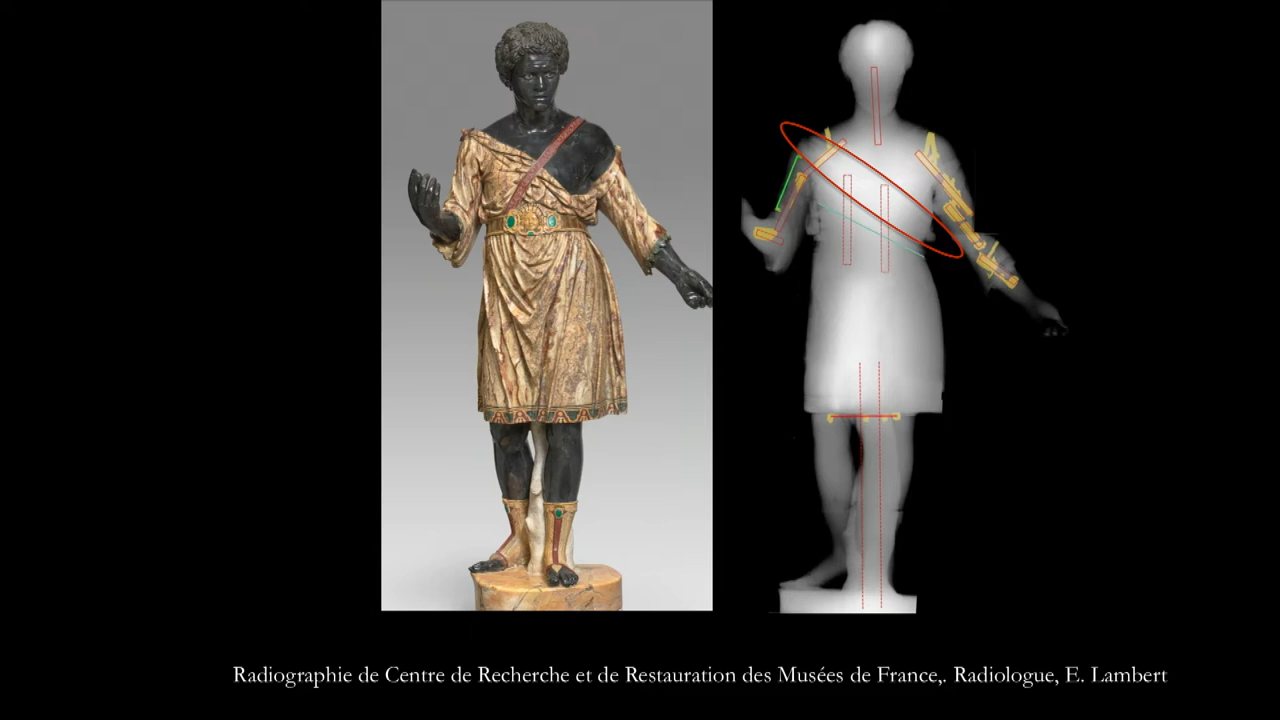 Radiographie de Centre de Recherche et de Restauration des Musées de France,. Radiologue, E. Lambert